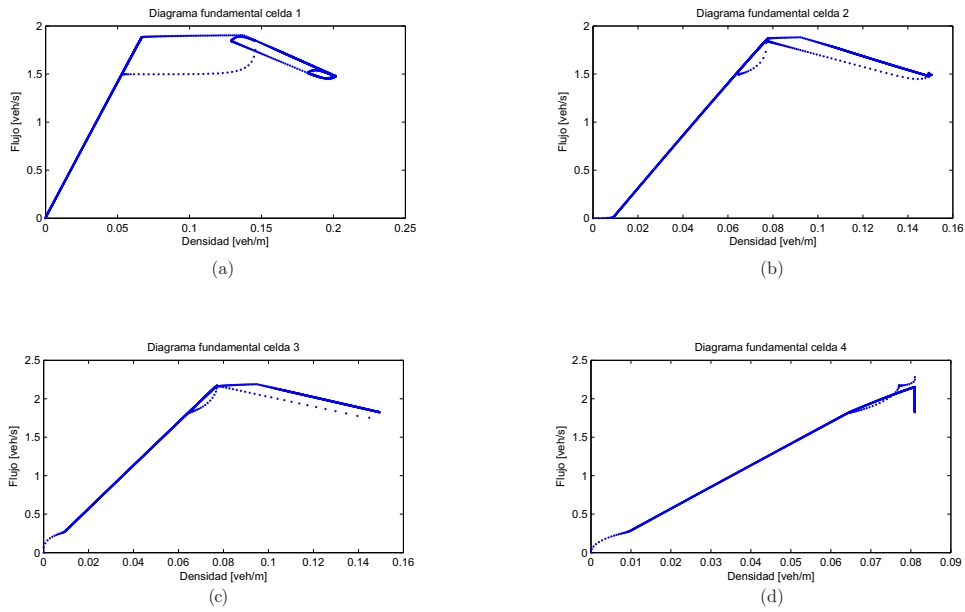 Diagrama fundamental celda 1
2
1.5
1
0.5
0
Flujo [veh/s]
0 0.05 0.1 0.15 0.2 0.25
Densidad [veh/m]
(a)
Diagrama fundamental celda 2
2
1.5
1
0.5
0
Flujo [veh/s]
0 0.02 0.04 0.06 0.08 0.1 0.12 0.14 0.16
Densidad [veh/m]
(b)
Diagrama fundamental celda 3
2.5
2
1.5
1
0.5
0
Flujo [veh/s]
0 0.02 0.04 0.06 0.08 0.1 0.12 0.14 0.16
Densidad [veh/m]
(c)
Diagrama fundamental celda 4
2.5
2
1.5
1
0.5
0
Flujo [veh/s]
0 0.01 0.02 0.03 0.04 0.05 0.06 0.07 0.08 0.09
Densidad [veh/m]
(d)